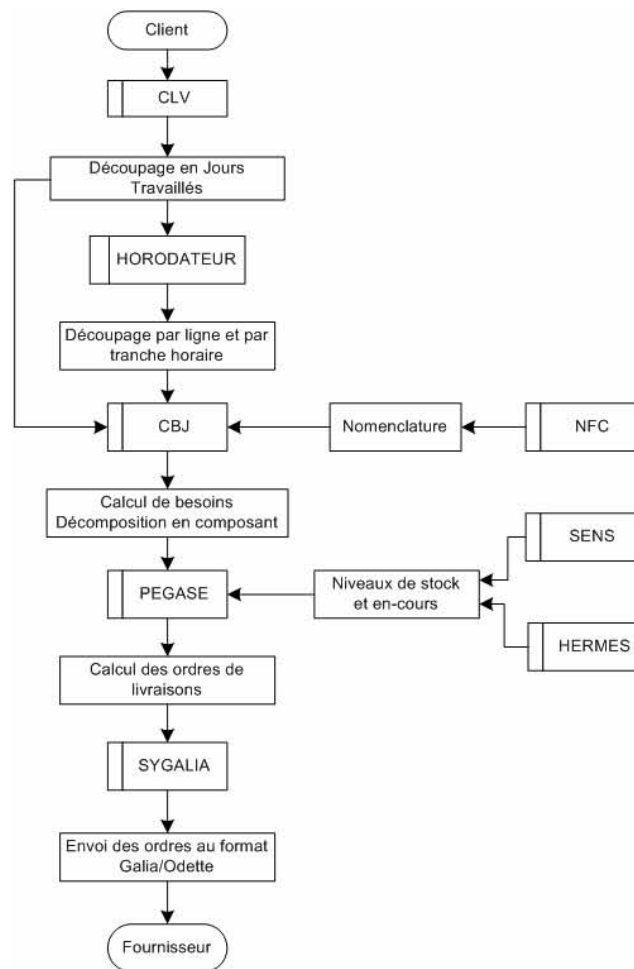 Client
CLV
Découpage en Jours
Travaillés
HORODATEUR
Découpage par ligne et par
tranche horaire
CBJ
Nomenclature
NFC
Calcul de besoins
Décomposition en composant
SENS
PEGASE
Niveaux de stock
et en-cours
HERMES
Calcul des ordres de
livraisons
SYGALIA
Envoi des ordres au format
Galia/Odette
Fournisseur